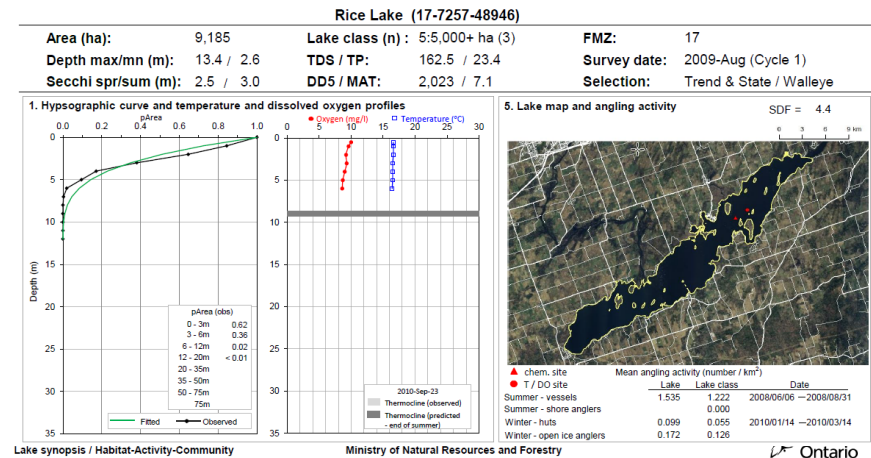 Rice Lake (17-7257-48946)
Area (ha): 9,185 Lake class (n) : 5:5,000+ ha (3) FMZ: 17
Depth max/mn (m): 13.4 / 2.6 TDS / TP: 162.5 / 23.4 Survey date: 2009-Aug (Cycle 1)
Secchi spr/sum (m): 2.5 / 3.0 DD5 / MAT: 2,023 / 7.1 Selection: Trend & State / Walleye
1. Hypsographic curve and temperature and dissolved oxygen profiles
pArea
0.0 0.2 0.4 0.6 0.8 1.0
0
5
10
15
20
25
30
35
Depth (m)
pArea (obs)
0 - 3m 0.62
3 - 6m 0.36
6 - 12m 0.02
12 - 20m < 0.01
20 - 35m
35 - 50m
50 - 75m
75m
Fitted Observed
Oxygen (mg/l) Temperature (°C)
0 5 10 15 20 25 30
0
5
10
15
20
25
30
35
2010-Sep-23
Thermocline (observed)
Thermocline (predicted
- end of summer)
5. Lake map and angling activity SDF = 4.4
0 3 6 9 km
chem. site
T / DO site
Mean angling activity (number / km²)
Lake Lake class Date
Summer - vessels 1.535 1.222 2008/06/06 — 2008/08/31
Summer - shore anglers 0.000
Winter - huts 0.099 0.055 2010/01/14 — 2010/03/14
Winter - open ice anglers 0.172 0.126
Lake synopsis / Habitat-Activity-Community Ministry of Natural Resources and Forestry Ontario